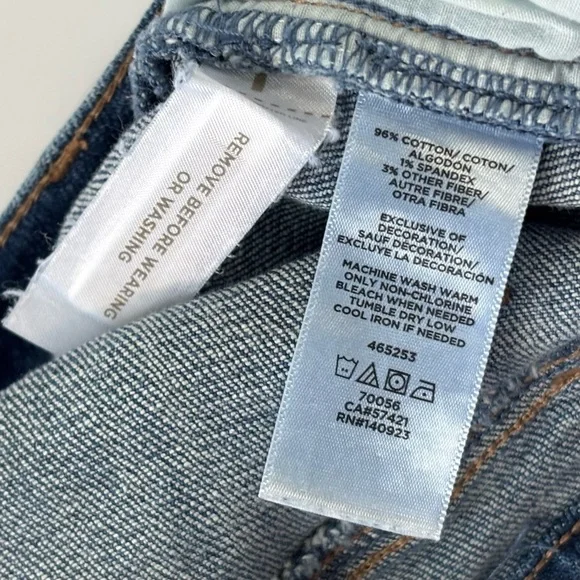 REMOVE BEFORE WEARING
OR WASHING
96% COTTON/COTON/
ALGODÓN
1% SPANDEX
3% OTHER FIBER/
AUTRE FIBRE/
OTRA FIBRA
EXCLUSIVE OF
DECORATION/
SAUF DÉCORATION/
EXCLUYE LA DECORACIÓN
MACHINE WASH WARM
ONLY NON-CHLORINE
BLEACH WHEN NEEDED
TUMBLE DRY LOW
COOL IRON IF NEEDED
465253
70056
CA#57421
RN#140923